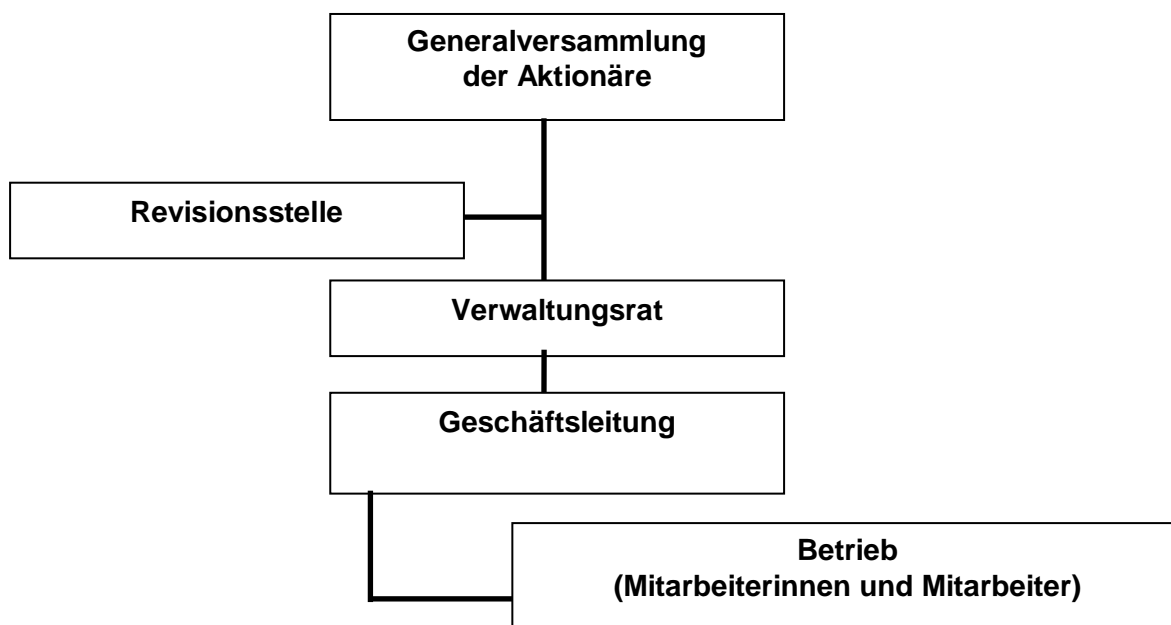 Generalversammlung
der Aktionäre
Revisionsstelle
Verwaltungsrat
Geschäftsleitung
Betrieb
(Mitarbeiterinnen und Mitarbeiter)